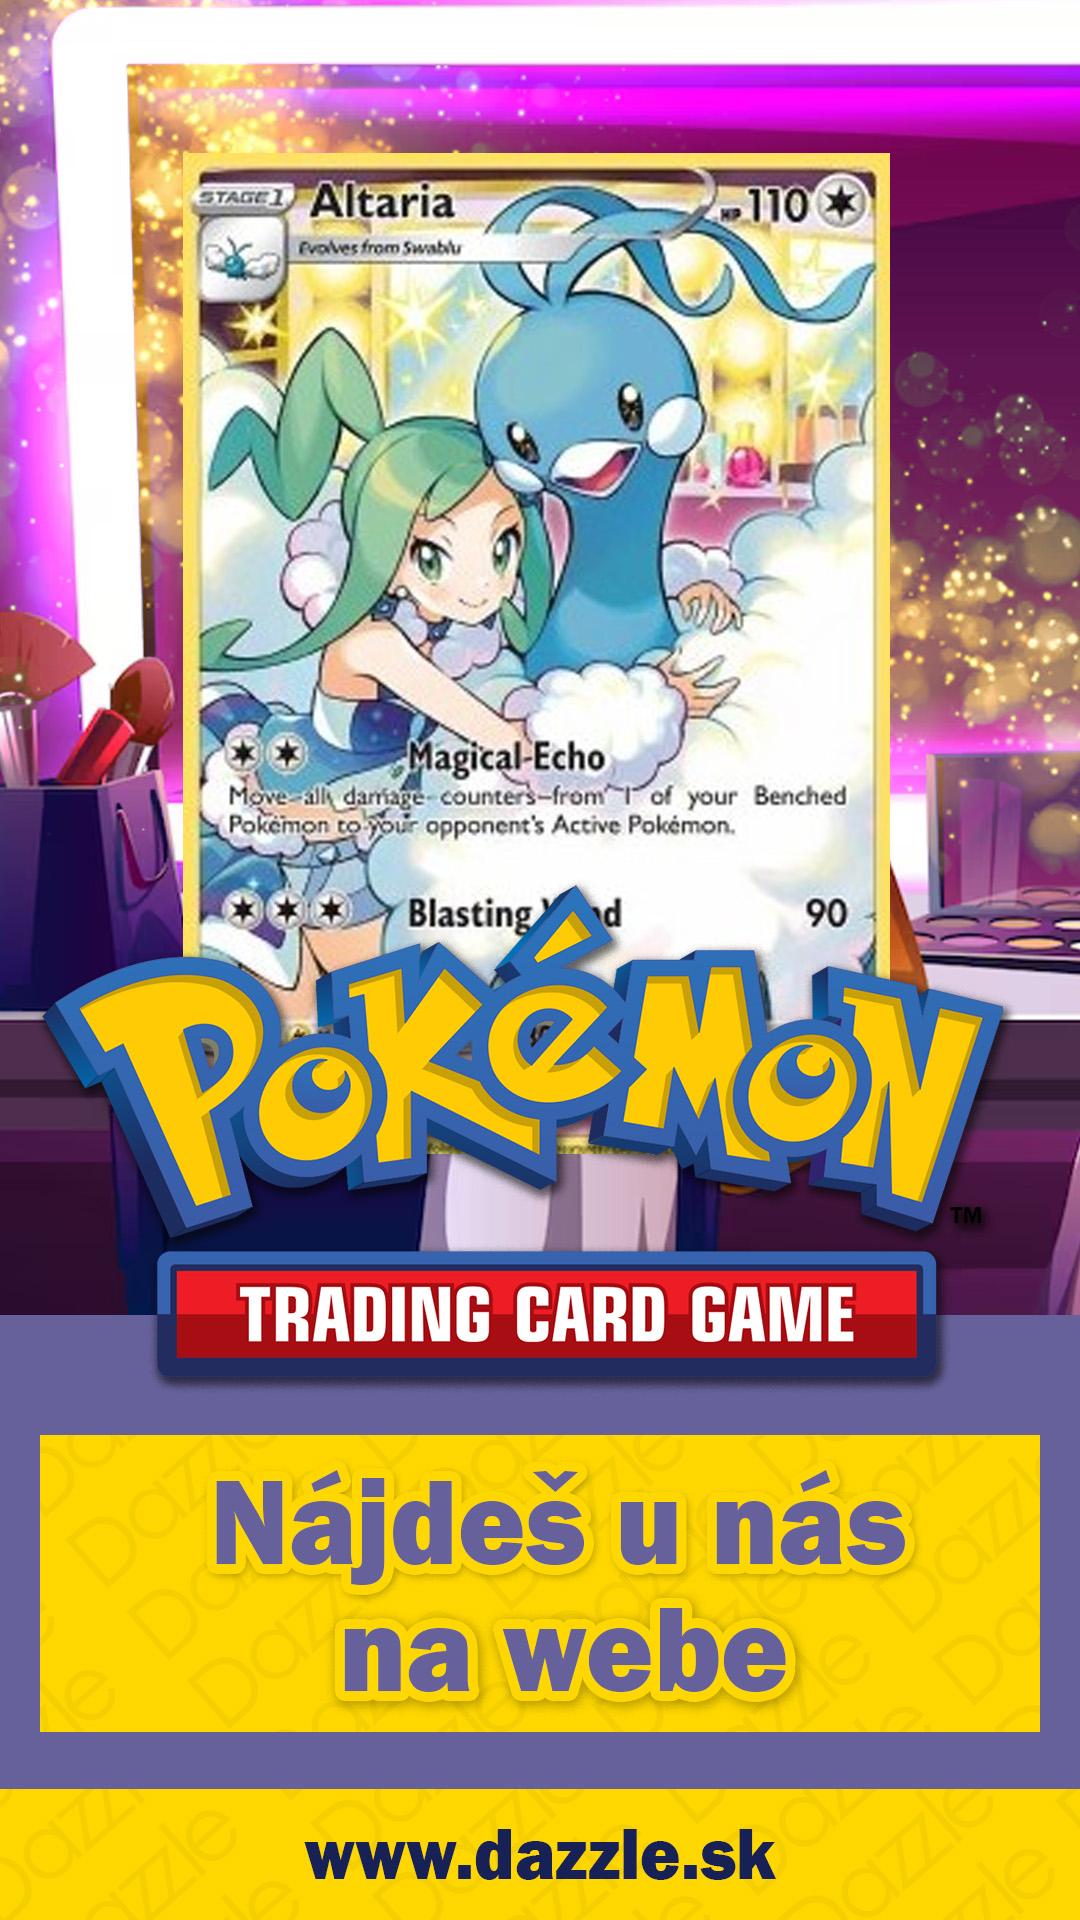 STAGE 1
Altaria
HP 110
Evolves from Swablu
Magical Echo
Move all damage counters from 1 of your Benched
Pokémon to your opponent's Active Pokémon.
Blasting 90
POKéMON
TM
TRADING CARD GAME
Nájdeš u nás
na webe
Dazzle
www.dazzle.sk